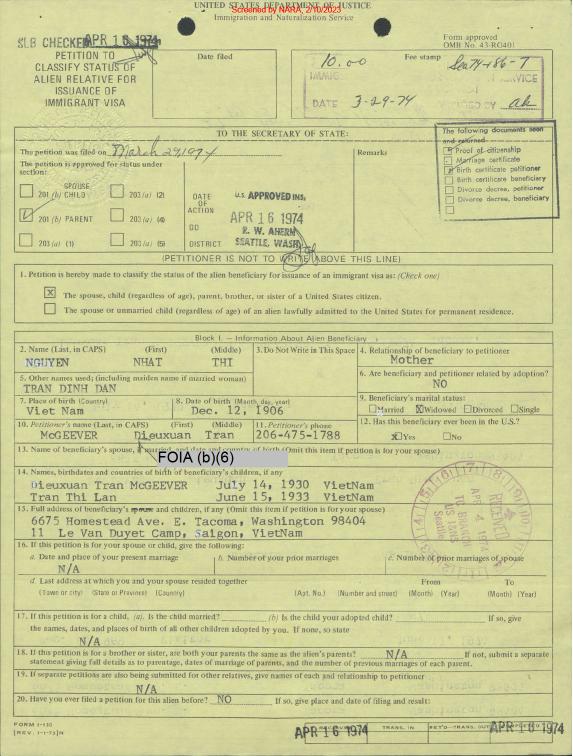 UNITED STATES DEPARTMENT OF JUSTICE
Screened by NARA, 2/10/2023
Immigration and Naturalization Service
SLB CHECKED APR 16 1974
PETITION TO
CLASSIFY STATUS OF
ALIEN RELATIVE FOR
ISSUANCE OF
IMMIGRANT VISA
Date filed
10.00
Fee stamp
Form approved
OMB No. 43-RO401
DATE 3-29-74
TO THE SECRETARY OF STATE:
The petition was filed on March 29, 1974
The petition is approved for status under
section:
SPOUSE
201 (b) CHILD
203 (a) (2)
201 (b) PARENT
203 (a) (4)
203 (a) (1)
203 (a) (5)
DATE
OF
ACTION
DD
DISTRICT
U.S. APPROVED INS,
APR 16 1974
R. W. AHERN
SEATTLE, WASH.
Remarks
The following documents seen
and returned
Proof of citizenship
Marriage certificate
Birth certificate petitioner
Birth certificate beneficiary
Divorce decree, petitioner
Divorce decree, beneficiary
(PETITIONER IS NOT TO WRITE ABOVE THIS LINE)
1. Petition is hereby made to classify the status of the alien beneficiary for issuance of an immigrant visa as: (Check one)
X The spouse, child (regardless of age), parent, brother, or sister of a United States citizen.
The spouse or unmarried child (regardless of age) of an alien lawfully admitted to the United States for permanent residence.
Block I. – Information About Alien Beneficiary
2. Name (Last, in CAPS) (First) (Middle)
NGUYEN NHAT THI
3. Do Not Write in This Space
4. Relationship of beneficiary to petitioner
Mother
5. Other names used; (including maiden name if married woman)
TRAN DINH DAN
6. Are beneficiary and petitioner related by adoption?
NO
7. Place of birth (Country)
Viet Nam
8. Date of birth (Month, day, year)
Dec. 12, 1906
9. Beneficiary's marital status:
Married X Widowed Divorced Single
10. Petitioner's name (Last, in CAPS) (First) (Middle)
McGEEVER Dieuxuan Tran
11. Petitioner's phone
206-475-1788
12. Has this beneficiary ever been in the U.S.?
X Yes No
13. Name of beneficiary's spouse, if married, and date and country of birth (Omit this item if petition is for your spouse)
FOIA (b)(6)
14. Names, birthdates and countries of birth of beneficiary's children, if any
Dieuxuan Tran McGEEVER July 14, 1930 VietNam
Tran Thi Lan June 15, 1933 VietNam
15. Full address of beneficiary's spouse and children, if any (Omit this item if petition is for your spouse)
6675 Homestead Ave. E. Tacoma, Washington 98404
11 Le Van Duyet Camp, Saigon, VietNam
RECEIVED
APR 4 1974
TO BRANCH
US I&NS
Seattle
16. If this petition is for your spouse or child, give the following:
a. Date and place of your present marriage
N/A
b. Number of your prior marriages
c. Number of prior marriages of spouse
d. Last address at which you and your spouse resided together
From To
(Town or city) (State or Province) (Country) (Apt. No.) (Number and street) (Month) (Year) (Month) (Year)
17. If this petition is for a child, (a). Is the child married? (b) Is the child your adopted child? If so, give
the names, dates, and places of birth of all other children adopted by you. If none, so state
N/A
18. If this petition is for a brother or sister, are both your parents the same as the alien's parents? N/A If not, submit a separate
statement giving full details as to parentage, dates of marriage of parents, and the number of previous marriages of each parent.
19. If separate petitions are also being submitted for other relatives, give names of each and relationship to petitioner
N/A
20. Have you ever filed a petition for this alien before? NO If so, give place and date of filing and result:
FORM I-130
(REV. 1-1-73)N
APR 16 1974
TRANS. IN
RET'D–TRANS. OUT
APR 16 1974